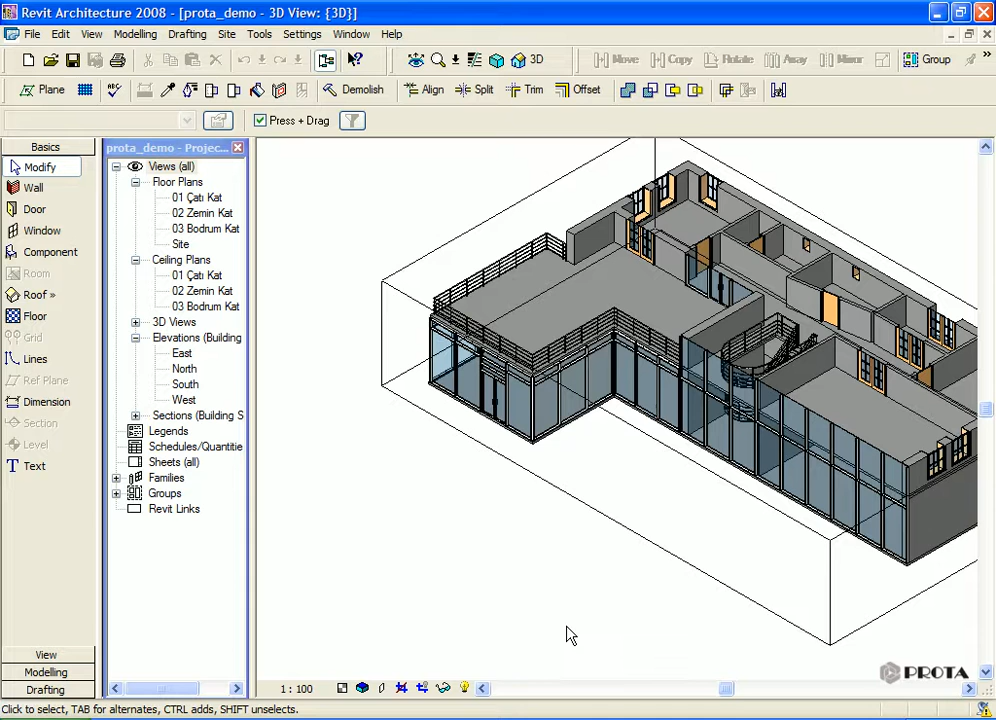 Revit Architecture 2008 - [prota_demo - 3D View: {3D}]
File Edit View Modelling Drafting Site Tools Settings Window Help
3D Move Copy Rotate Array Mirror Group
Plane Demolish Align Split Trim Offset
Press + Drag
Basics
Modify
Wall
Door
Window
Component
Room
Roof »
Floor
Grid
Lines
Ref Plane
Dimension
Section
Level
Text
View
Modelling
Drafting
prota_demo - Projec...
Views (all)
Floor Plans
01 Çatı Kat
02 Zemin Kat
03 Bodrum Kat
Site
Ceiling Plans
01 Çatı Kat
02 Zemin Kat
03 Bodrum Kat
3D Views
Elevations (Building
East
North
South
West
Sections (Building S
Legends
Schedules/Quantitie
Sheets (all)
Families
Groups
Revit Links
PROTA
1 : 100
Click to select, TAB for alternates, CTRL adds, SHIFT unselects.